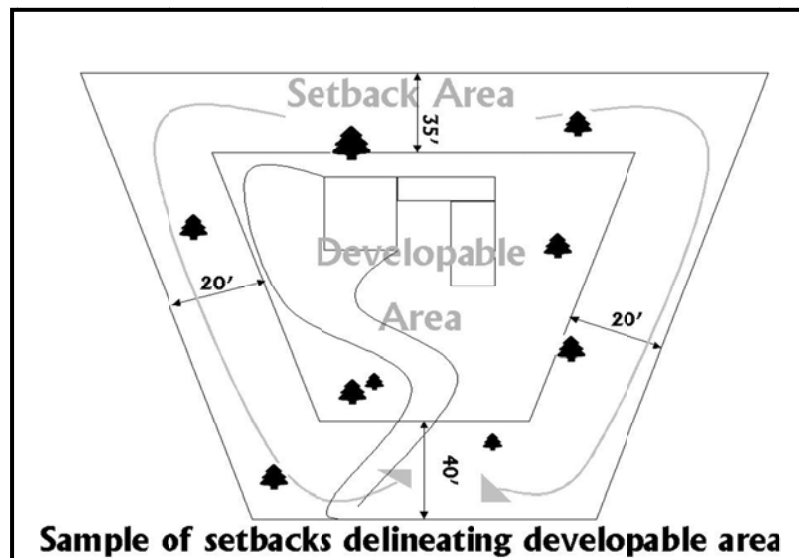 Setback Area
35'
Developable
Area
20'
20'
40'
Sample of setbacks delineating developable area